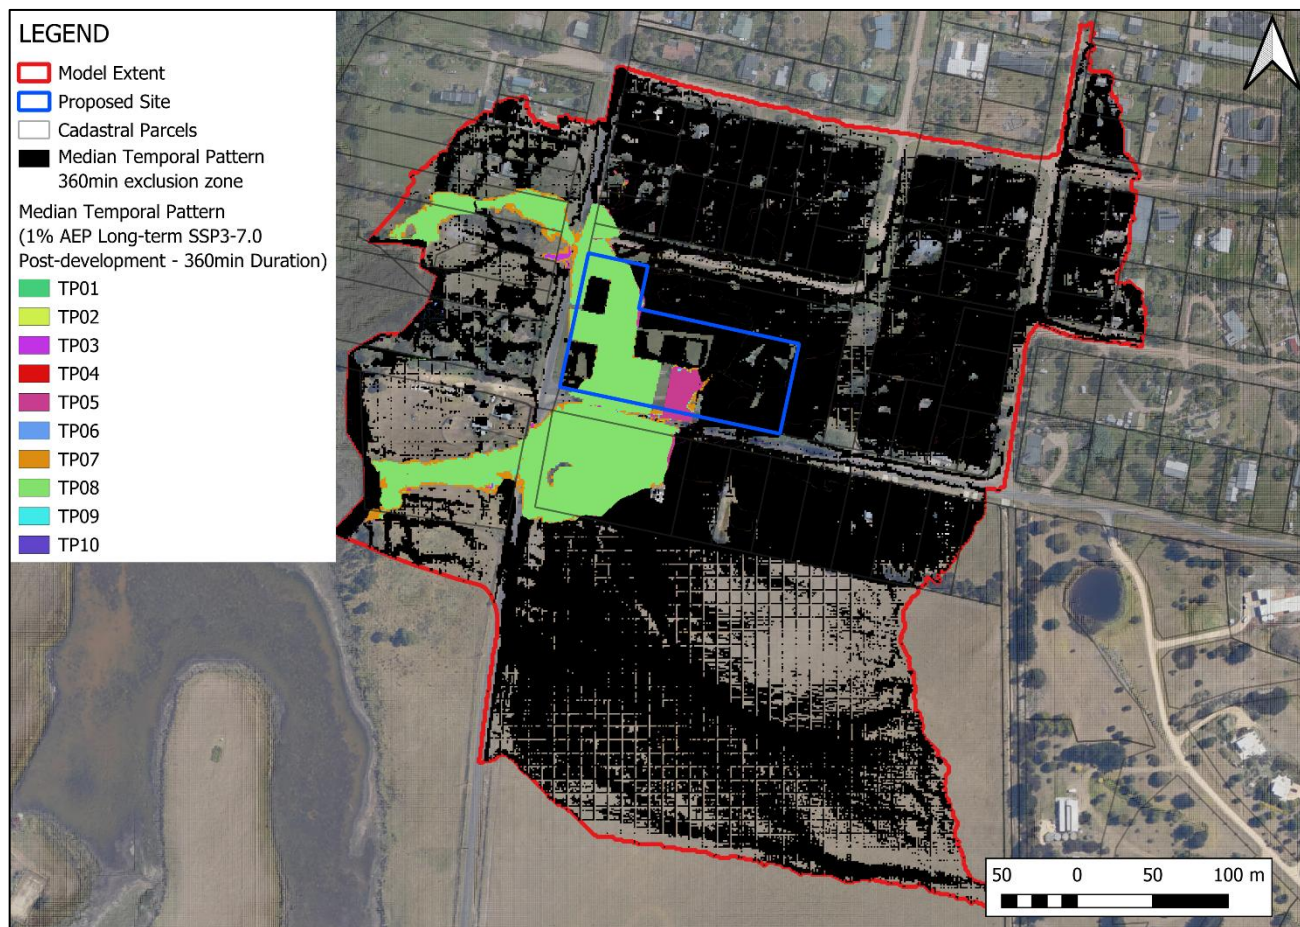 LEGEND
Model Extent
Proposed Site
Cadastral Parcels
Median Temporal Pattern
360min exclusion zone
Median Temporal Pattern
(1% AEP Long-term SSP3-7.0
Post-development - 360min Duration)
TP01
TP02
TP03
TP04
TP05
TP06
TP07
TP08
TP09
TP10
50 0 50 100 m